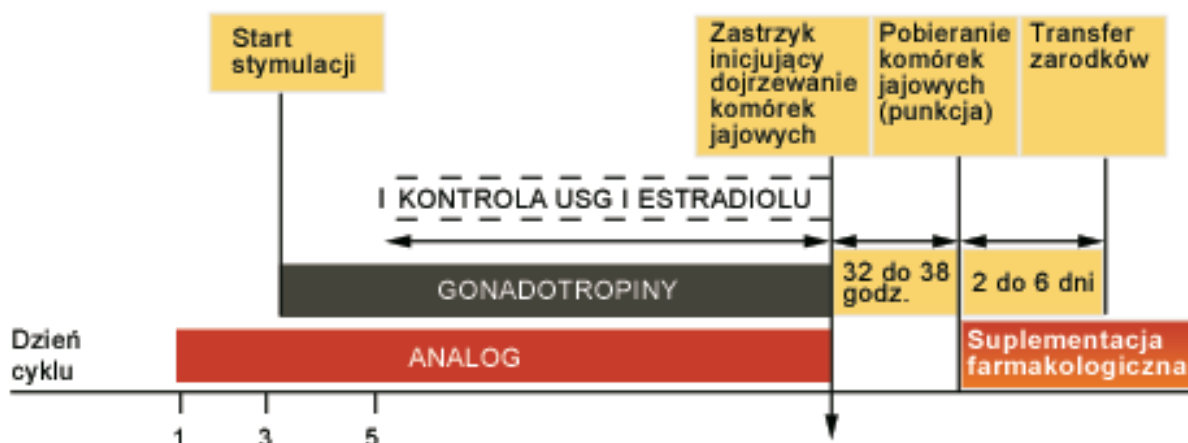 Start
stymulacji
Zastrzyk
inicjujący
dojrzewanie
komórek
jajowych
Pobieranie
komórek
jajowych
(punkcja)
Transfer
zarodków
I KONTROLA USG I ESTRADIOLU
GONADOTROPINY
32 do 38
godz.
2 do 6 dni
Dzień
cyklu
ANALOG
Suplementacja
farmakologiczna
1 3 5